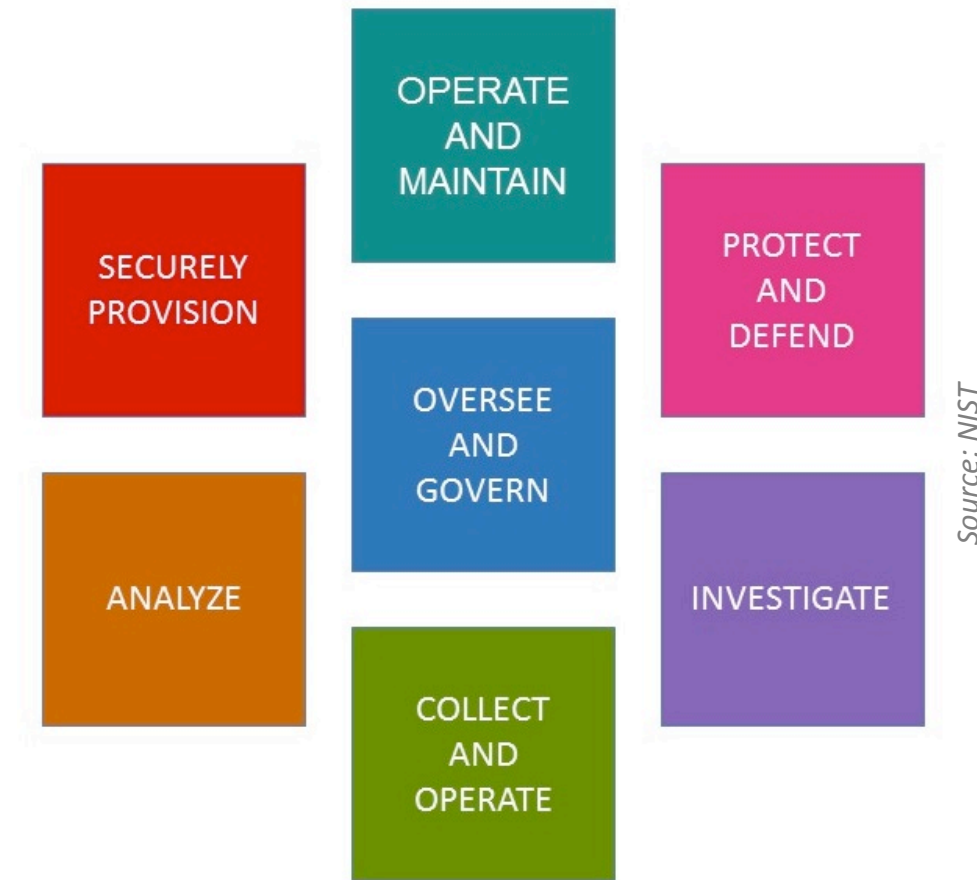 OPERATE
AND
MAINTAIN
SECURELY
PROVISION
PROTECT
AND
DEFEND
OVERSEE
AND
GOVERN
ANALYZE
INVESTIGATE
COLLECT
AND
OPERATE
Source: NIST